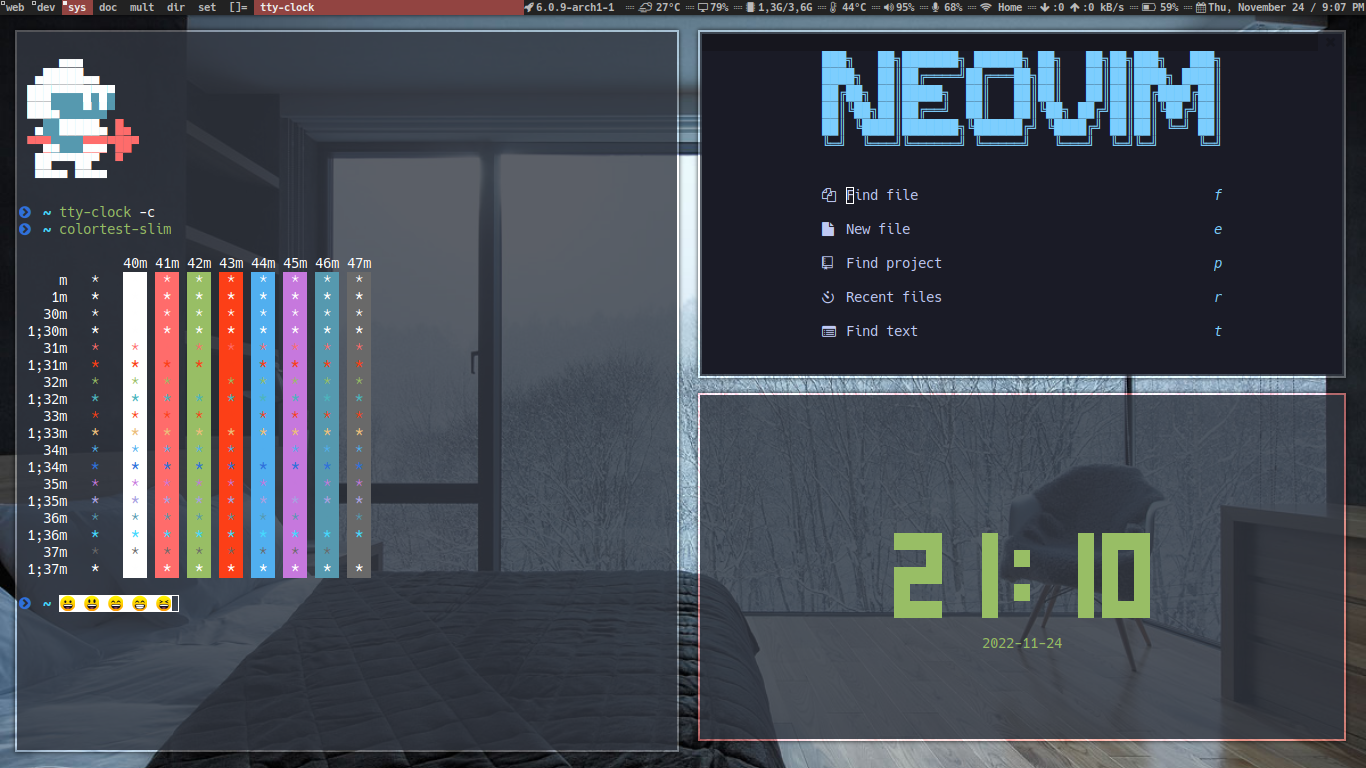 web dev sys doc mult dir set []= tty-clock 6.0.9-arch1-1 27°C 79% 1,3G/3,6G 44°C 95% 68% Home :0 :0 kB/s 59% Thu, November 24 / 9:07 PM
~ tty-clock -c
~ colortest-slim
40m 41m 42m 43m 44m 45m 46m 47m
m * * * * * * * *
1m * * * * * * * *
30m * * * * * * * *
1;30m * * * * * * * *
31m * * * * * * * *
1;31m * * * * * * * * *
32m * * * * * * * *
1;32m * * * * * * * * *
33m * * * * * * * *
1;33m * * * * * * * * *
34m * * * * * * * *
1;34m * * * * * * * * *
35m * * * * * * * *
1;35m * * * * * * * * *
36m * * * * * * * *
1;36m * * * * * * * * *
37m * * * * * * * *
1;37m * * * * * * * *
~ 😀 😃 😄 😁 😆
NEOVIM
Find file f
New file e
Find project p
Recent files r
Find text t
21:10
2022-11-24